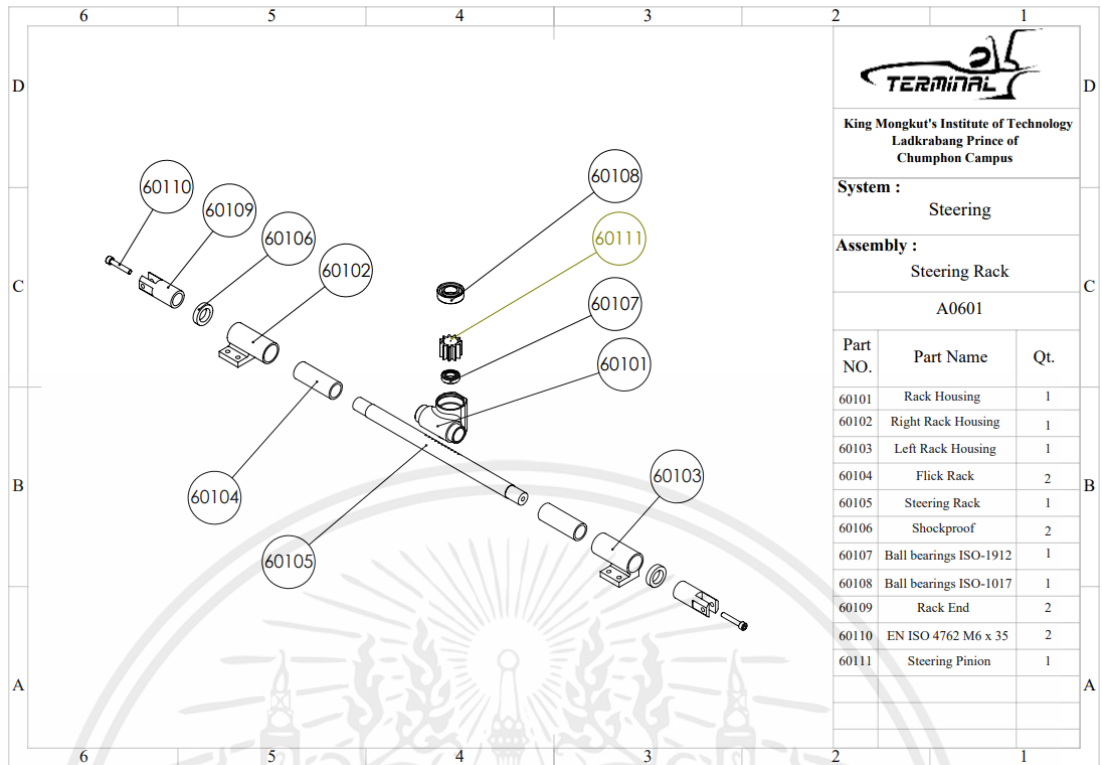 6 5 4 3 2 1
D
D
TERMINAL
King Mongkut's Institute of Technology
Ladkrabang Prince of
Chumphon Campus
System :
Steering
Assembly :
Steering Rack
A0601
Part NO. Part Name Qt.
60101 Rack Housing 1
60102 Right Rack Housing 1
60103 Left Rack Housing 1
60104 Flick Rack 2
60105 Steering Rack 1
60106 Shockproof 2
60107 Ball bearings ISO-1912 1
60108 Ball bearings ISO-1017 1
60109 Rack End 2
60110 EN ISO 4762 M6 x 35 2
60111 Steering Pinion 1
60108
60110
60109
60106
60111
60102
C
C
60107
60101
60103
B
B
60104
60105
A
A
6 5 4 3 2 1